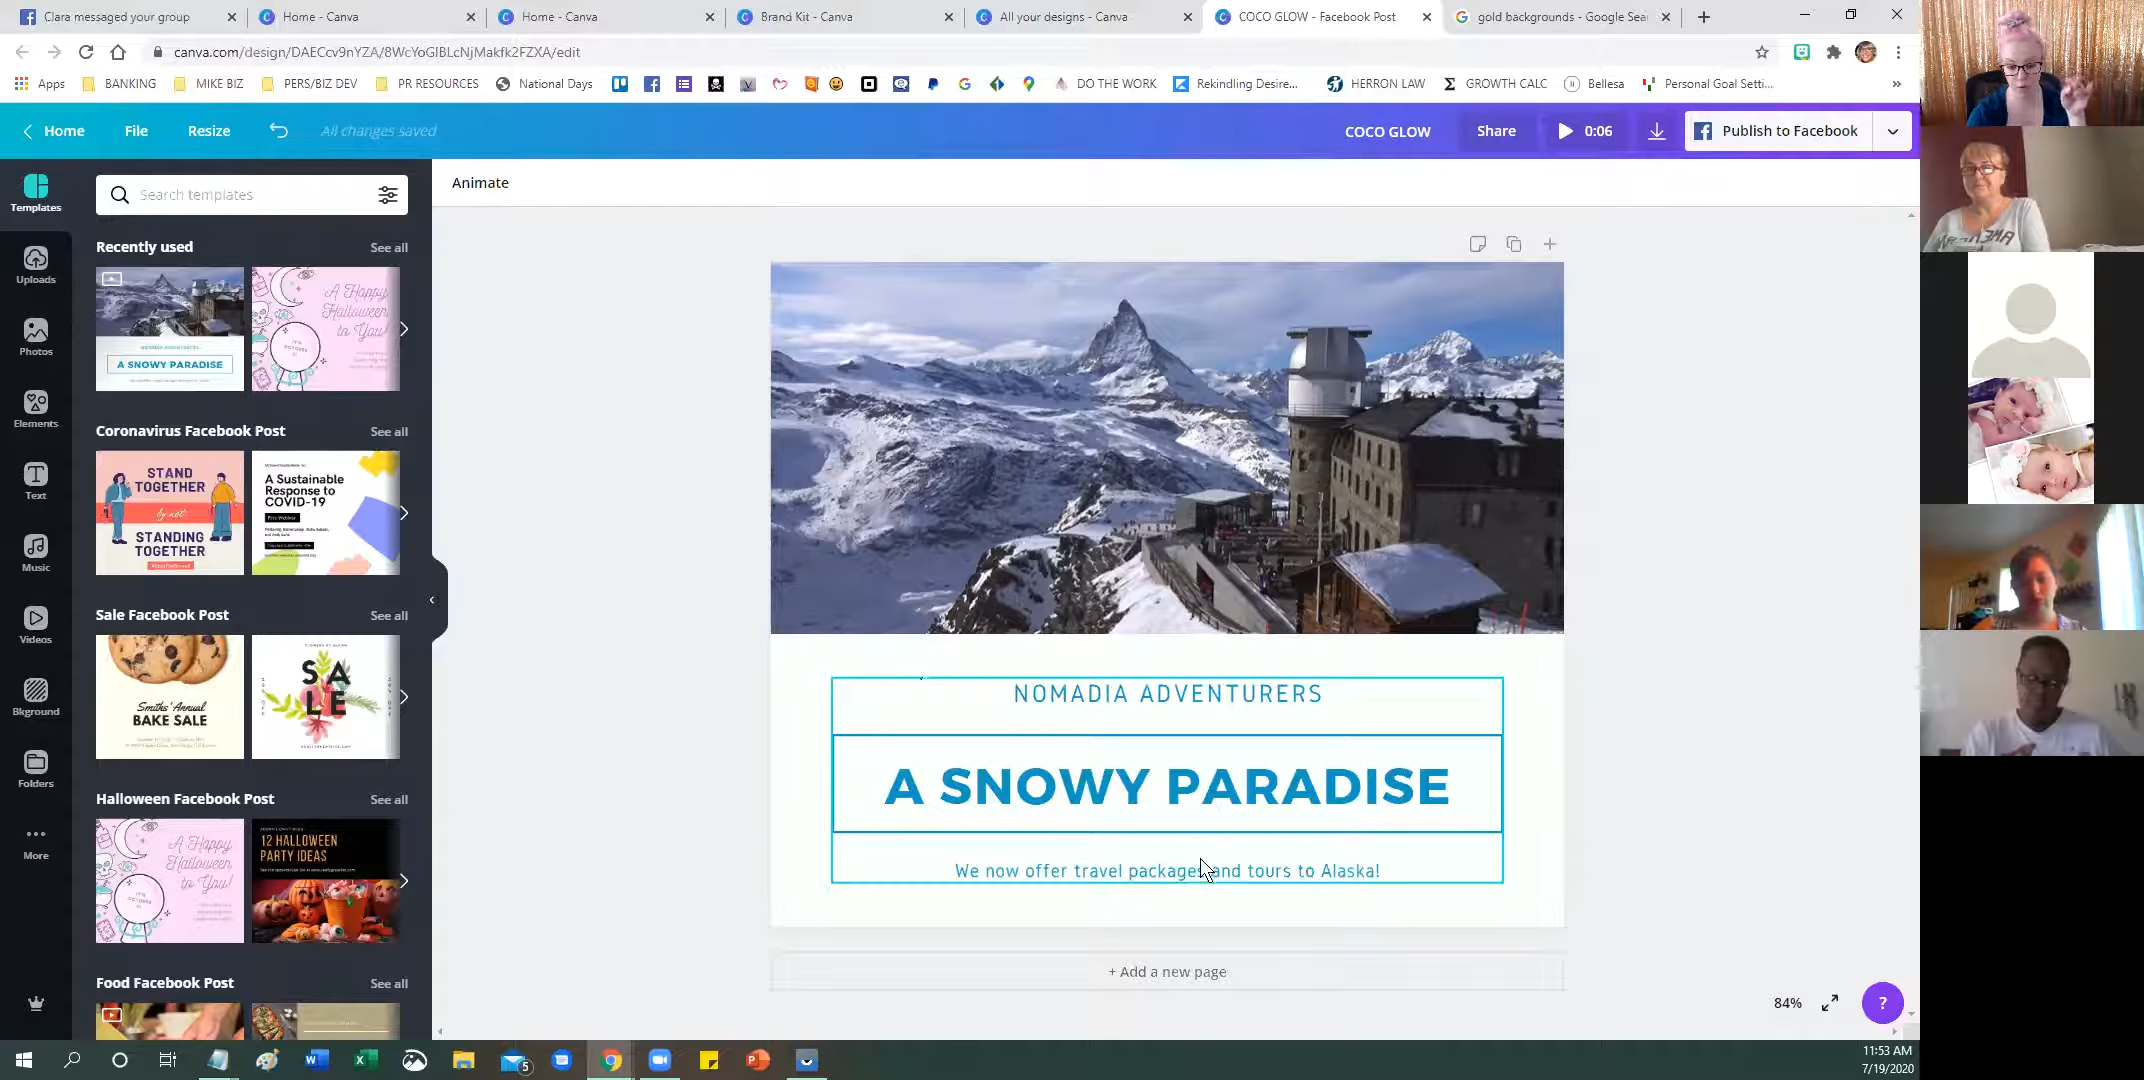 Clara messaged your group
Home - Canva
Home - Canva
Brand Kit - Canva
All your designs - Canva
COCO GLOW - Facebook Post
gold backgrounds - Google Sea
canva.com/design/DAECcv9nYZA/8WcYoGIBLcNjMakfk2FZXA/edit
Apps
BANKING
MIKE BIZ
PERS/BIZ DEV
PR RESOURCES
National Days
DO THE WORK
Rekindling Desire...
HERRON LAW
GROWTH CALC
Bellesa
Personal Goal Setti...
Home
File
Resize
All changes saved
COCO GLOW
Share
0:06
Publish to Facebook
Templates
Uploads
Photos
Elements
Text
Music
Videos
Bkground
Folders
More
Search templates
Recently used
See all
A SNOWY PARADISE
A Happy
Halloween
to You!
Coronavirus Facebook Post
See all
STAND
TOGETHER
by not
STANDING
TOGETHER
A Sustainable
Response to
COVID-19
Sale Facebook Post
See all
Smiths' Annual
BAKE SALE
SA
LE
Halloween Facebook Post
See all
A Happy
Halloween
to You!
12 HALLOWEEN
PARTY IDEAS
Food Facebook Post
See all
Animate
NOMADIA ADVENTURERS
A SNOWY PARADISE
We now offer travel packages and tours to Alaska!
+ Add a new page
84%
?
5
11:53 AM
7/19/2020